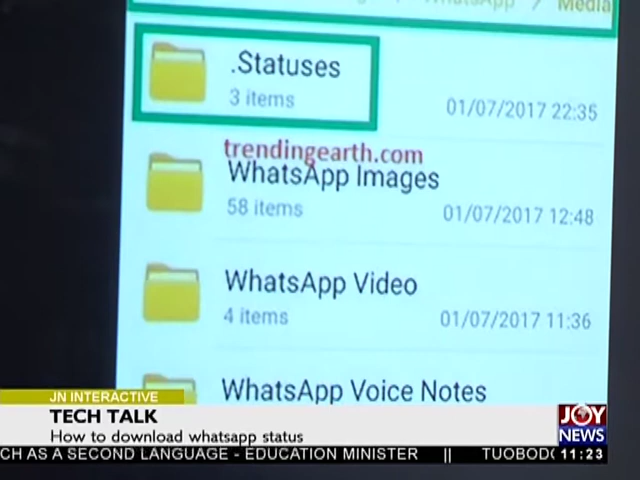 WhatsApp / Media
.Statuses
3 items
01/07/2017 22:35
trendingearth.com
WhatsApp Images
58 items
01/07/2017 12:48
WhatsApp Video
4 items
01/07/2017 11:36
WhatsApp Voice Notes
JN INTERACTIVE
TECH TALK
How to download whatsapp status
JOY
NEWS
CH AS A SECOND LANGUAGE - EDUCATION MINISTER || TUOBOD
11:23